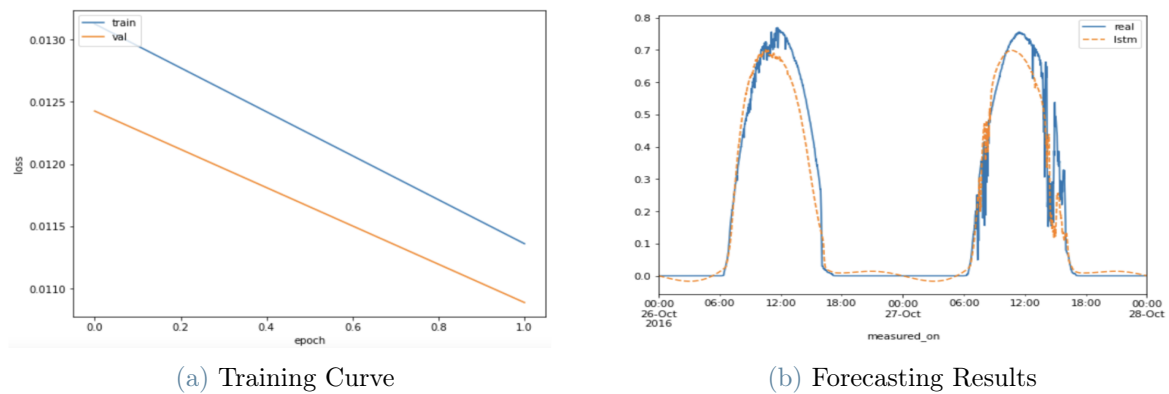 train
val
0.0130
0.0125
0.0120
0.0115
0.0110
loss
0.0 0.2 0.4 0.6 0.8 1.0
epoch
(a) Training Curve
real
lstm
0.8
0.7
0.6
0.5
0.4
0.3
0.2
0.1
0.0
00:00 06:00 12:00 18:00 00:00 06:00 12:00 18:00 00:00
26-Oct 27-Oct 28-Oct
2016
measured_on
(b) Forecasting Results